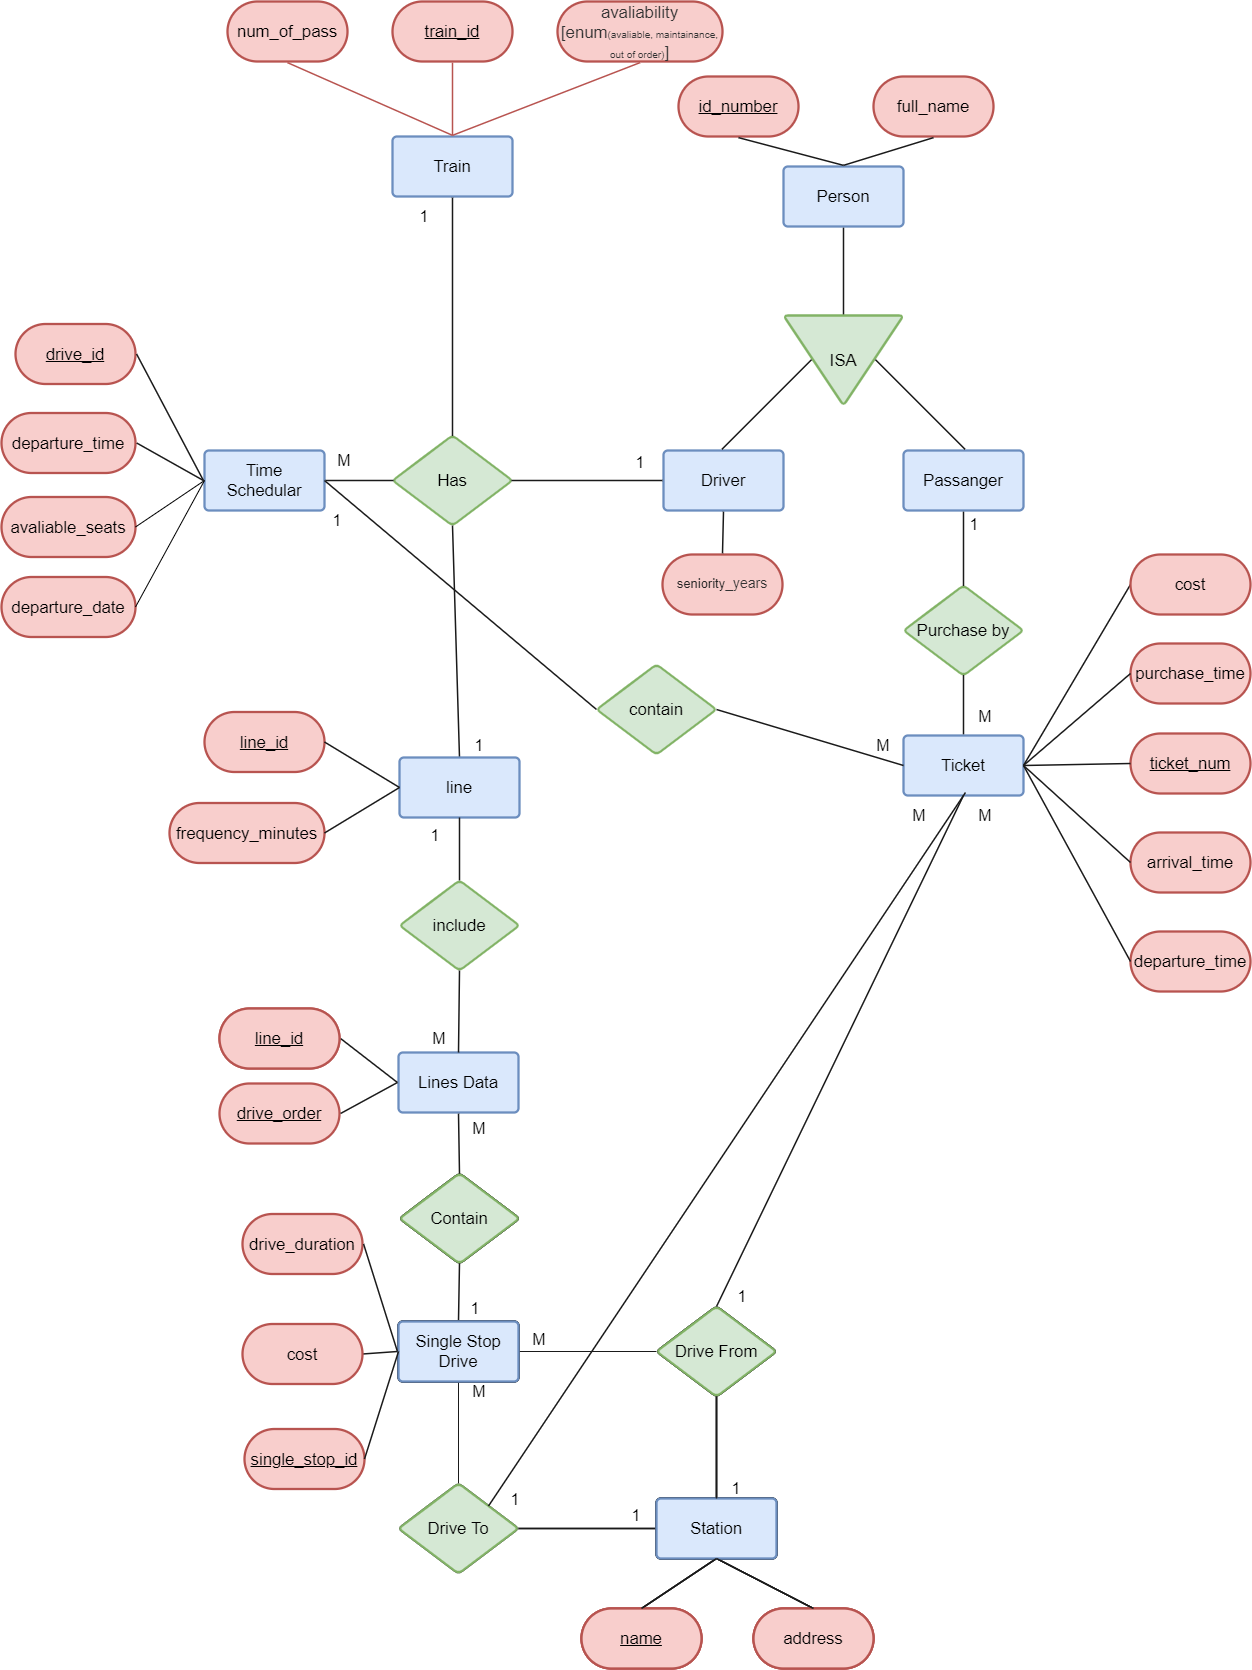 num_of_pass
train_id
avaliability
[enum(avaliable, maintainance,
out of order)]
id_number
full_name
Train
Person
1
ISA
drive_id
departure_time
avaliable_seats
departure_date
Time
Schedular
M
1
Has
1
Driver
Passanger
1
seniority_years
Purchase by
M
cost
purchase_time
ticket_num
arrival_time
departure_time
contain
M
Ticket
M
M
line_id
frequency_minutes
1
line
1
include
M
line_id
drive_order
Lines Data
M
Contain
1
drive_duration
cost
single_stop_id
Single Stop
Drive
M
M
Drive From
1
1
Drive To
1
1
Station
name
address